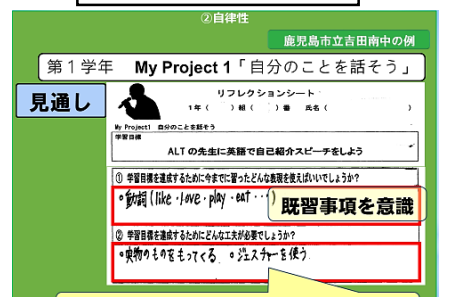 ②自律性
鹿児島市立吉田南中の例
第1学年 My Project 1「自分のことを話そう」
見通し
リフレクションシート
1年( )組( )番 氏名( )
My Project1 自分のことを話そう
学習目標
ALTの先生に英語で自己紹介スピーチをしよう
① 学習目標を達成するために今までに習ったどんな表現を使えばいいでしょうか?
・動詞(like・love・play・eat・・・)
既習事項を意識
② 学習目標を達成するためにどんな工夫が必要でしょうか?
・実物のものをもってくる 。ジェスチャーを使う